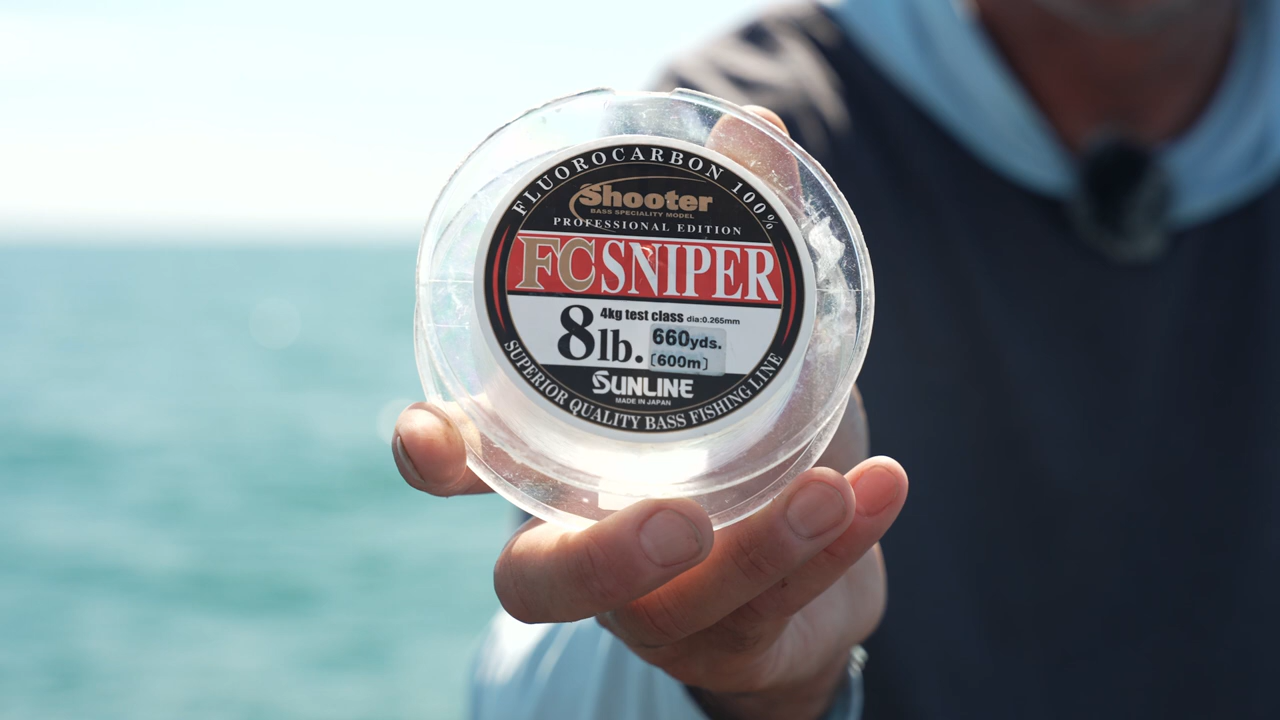 FLUOROCARBON 100%
Shooter
BASS SPECIALITY MODEL
PROFESSIONAL EDITION
FC SNIPER
4kg test class dia:0.265mm
8lb. 660yds.
[600m]
SUNLINE
MADE IN JAPAN
SUPERIOR QUALITY BASS FISHING LINE